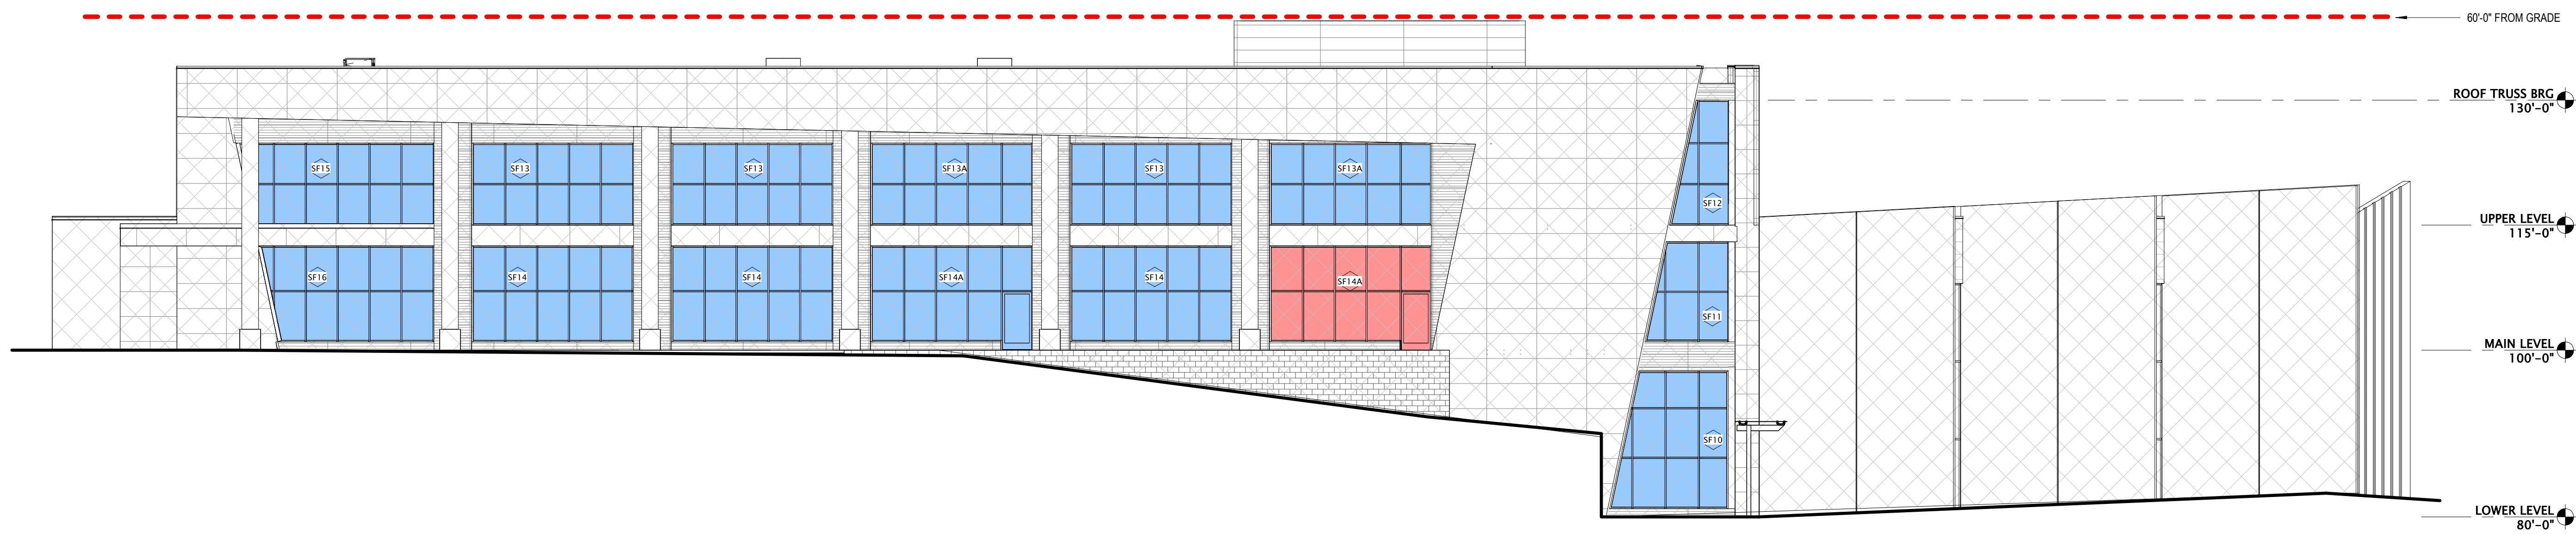 60'-0" FROM GRADE
ROOF TRUSS BRG
130'-0"
SF15
SF13
SF13
SF13A
SF13
SF13A
SF12
UPPER LEVEL
115'-0"
SF16
SF14
SF14
SF14A
SF14
SF14A
SF11
MAIN LEVEL
100'-0"
SF10
LOWER LEVEL
80'-0"